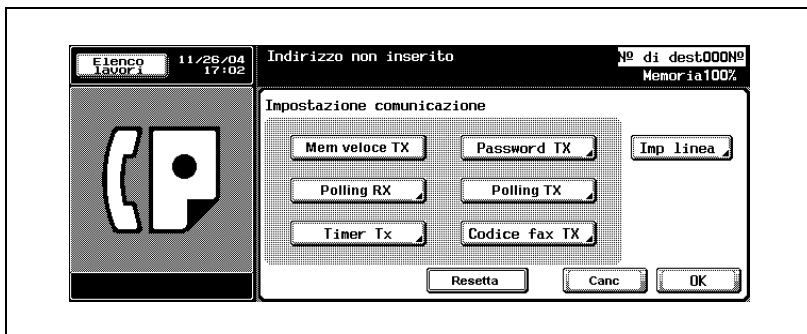 Elenco lavori
11/26/04
17:02
Indirizzo non inserito
Nº di dest000Nº
Memoria100%
Impostazione comunicazione
Mem veloce TX
Password TX
Imp linea
Polling RX
Polling TX
Timer Tx
Codice fax TX
Resetta
Canc
OK